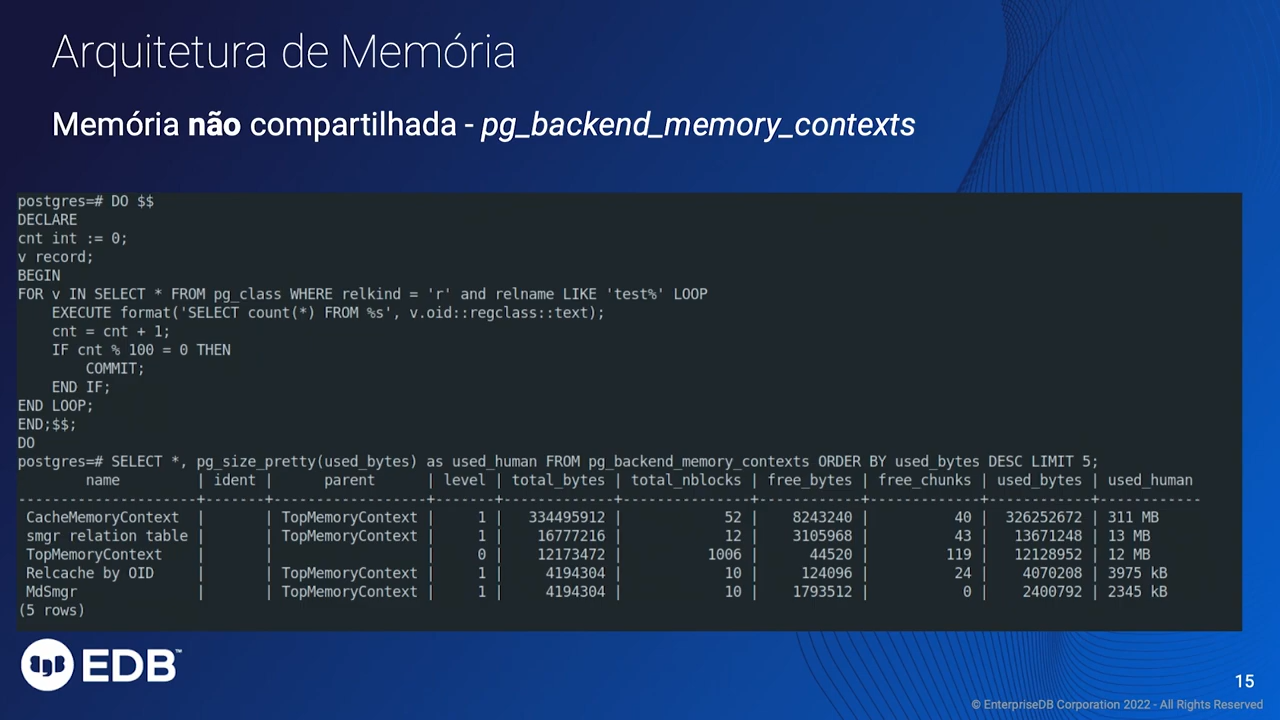 Arquitetura de Memória
Memória não compartilhada - pg_backend_memory_contexts
postgres=# DO $$
DECLARE
cnt int := 0;
v record;
BEGIN
FOR v IN SELECT * FROM pg_class WHERE relkind = 'r' and relname LIKE 'test%' LOOP
    EXECUTE format('SELECT count(*) FROM %s', v.oid::regclass::text);
    cnt = cnt + 1;
    IF cnt % 100 = 0 THEN
        COMMIT;
    END IF;
END LOOP;
END;$$;
DO
postgres=# SELECT *, pg_size_pretty(used_bytes) as used_human FROM pg_backend_memory_contexts ORDER BY used_bytes DESC LIMIT 5;
name | ident | parent | level | total_bytes | total_nblocks | free_bytes | free_chunks | used_bytes | used_human
---------------------+-------+------------------+-------+-------------+---------------+------------+-------------+------------+------------
CacheMemoryContext | | TopMemoryContext | 1 | 334495912 | 52 | 8243240 | 40 | 326252672 | 311 MB
smgr relation table | | TopMemoryContext | 1 | 16777216 | 12 | 3105968 | 43 | 13671248 | 13 MB
TopMemoryContext | | | 0 | 12173472 | 1006 | 44520 | 119 | 12128952 | 12 MB
Relcache by OID | | TopMemoryContext | 1 | 4194304 | 10 | 124096 | 24 | 4070208 | 3975 kB
MdSmgr | | TopMemoryContext | 1 | 4194304 | 10 | 1793512 | 0 | 2400792 | 2345 kB
(5 rows)
EDB™
15
© EnterpriseDB Corporation 2022 - All Rights Reserved